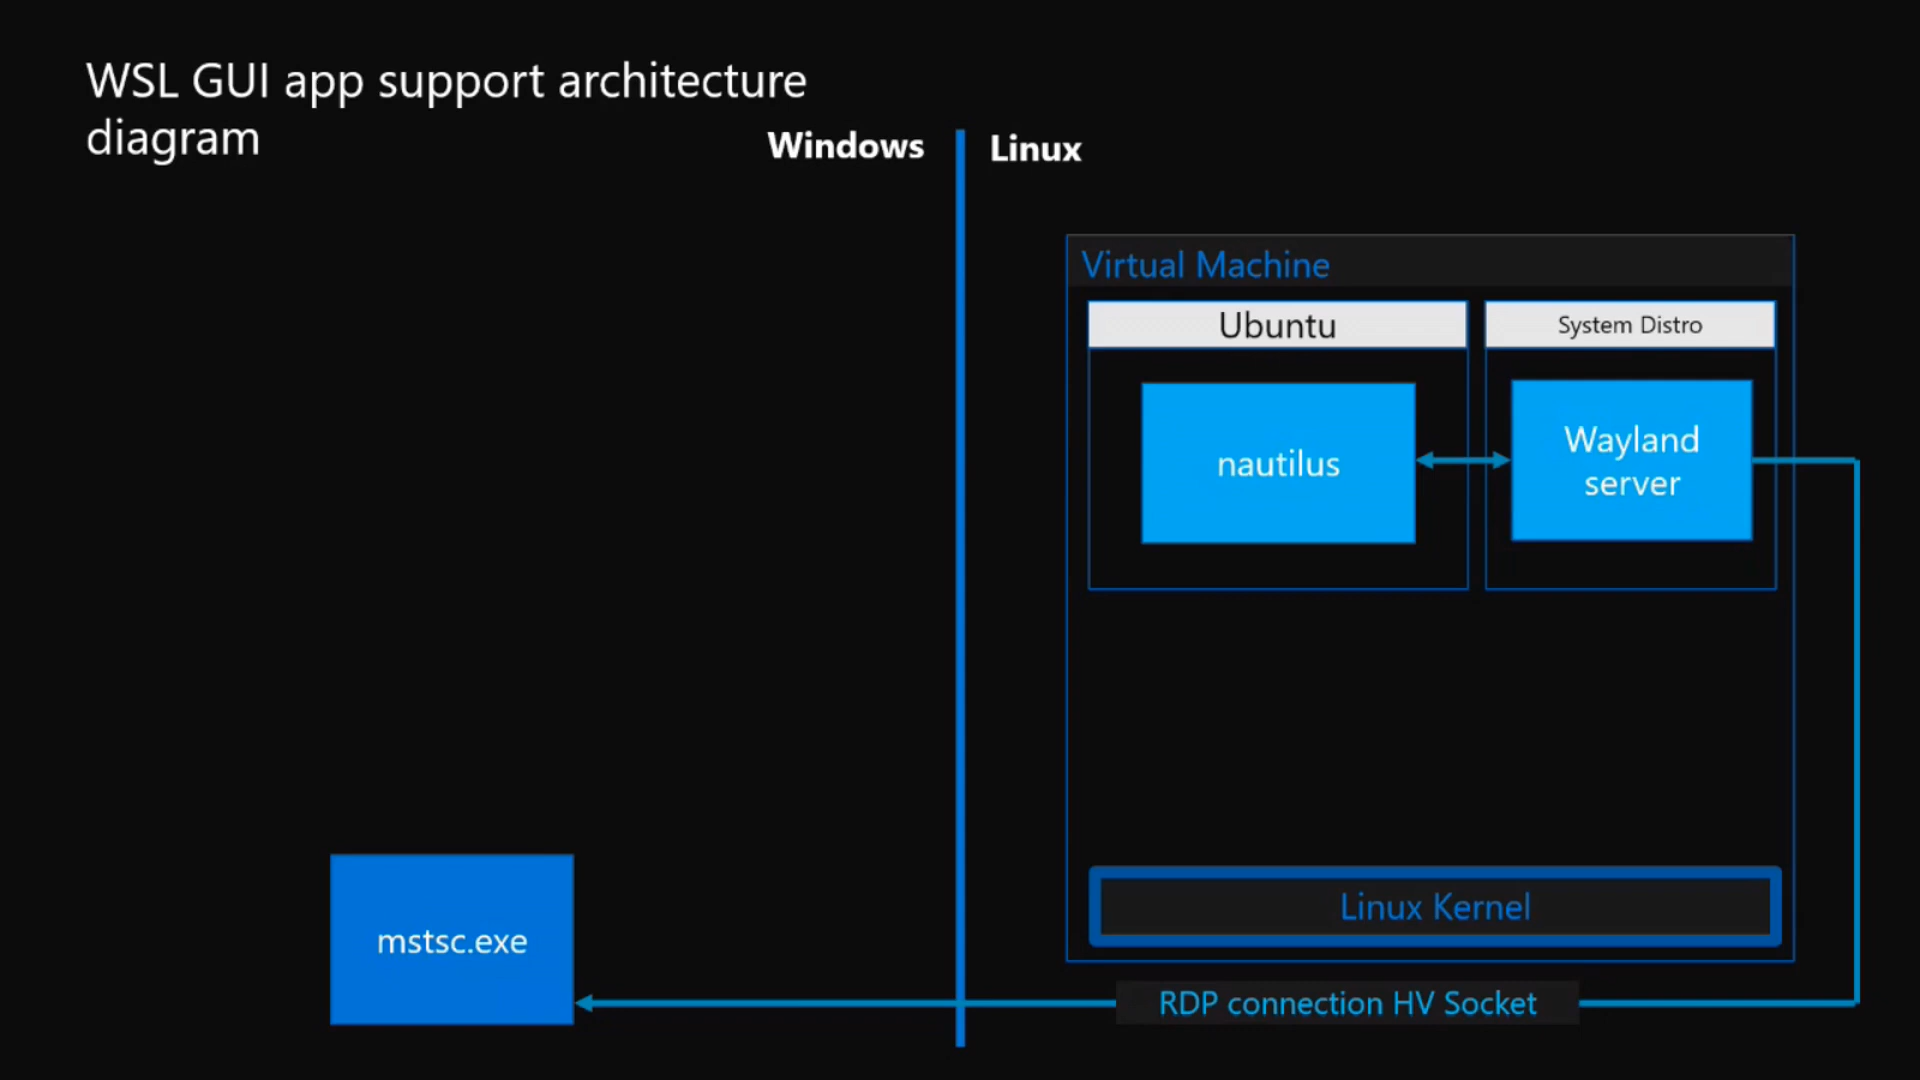 WSL GUI app support architecture
diagram
Windows
Linux
Virtual Machine
Ubuntu
System Distro
nautilus
Wayland
server
Linux Kernel
mstsc.exe
RDP connection HV Socket